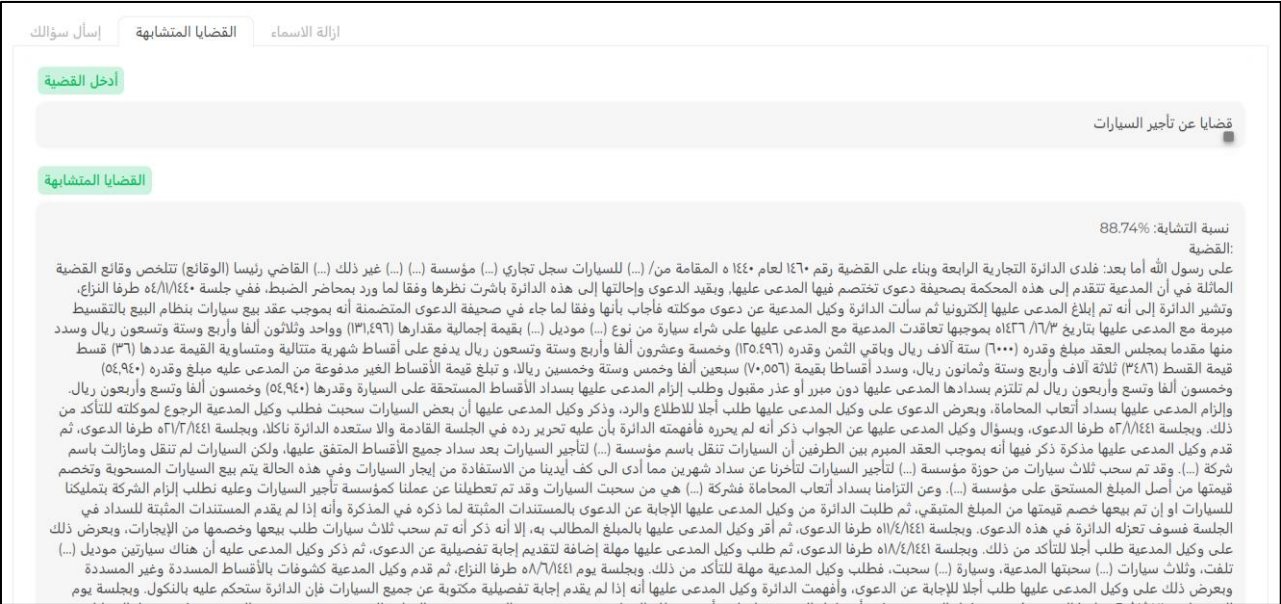 إسأل سؤالك
القضايا المتشابهة
ازالة الاسماء
أدخل القضية
قضايا عن تأجير السيارات
القضايا المتشابهة
نسبة التشابة: %88.74
:القضية
على رسول الله أما بعد: فلدى الدائرة التجارية الرابعة وبناء على القضية رقم ١٤٦٠ لعام ١٤٤٠ ه المقامة من/ (...) للسيارات سجل تجاري (...) مؤسسة (...) (...) غير ذلك (...) القاضي رئيسا (الوقائع) تتلخص وقائع القضية
الماثلة في أن المدعية تتقدم إلى هذه المحكمة بصحيفة دعوى تختصم فيها المدعى عليها, وبقيد الدعوى وإحالتها إلى هذه الدائرة باشرت نظرها وفقا لما ورد بمحاضر الضبط، ففي جلسة ٥٤/١١/١٤٤٠ طرفا النزاع،
وتشير الدائرة إلى أنه تم إبلاغ المدعى عليها إلكترونيا ثم سألت الدائرة وكيل المدعية عن دعوى موكلته فأجاب بأنها وفقا لما جاء في صحيفة الدعوى المتضمنة أنه بموجب عقد بيع سيارات بنظام البيع بالتقسيط
مبرمة مع المدعى عليها بتاريخ ١٦/٣/ ١٤٣٦ه بموجبها تعاقدت المدعية مع المدعى عليها على شراء سيارة من نوع (...) موديل (...) بقيمة إجمالية مقدارها (١٣١,٤٩٦) وواحد وثلاثون ألفا وأربع وستة وتسعون ريال وسدد
منها مقدما بمجلس العقد مبلغ وقدره (٦٠٠٠) ستة آلاف ريال وباقي الثمن وقدره (١٢٥.٤٩٦) وخمسة وعشرون ألفا وأربع وستة وتسعون ريال يدفع على أقساط شهرية متتالية ومتساوية القيمة عددها (٣٦) قسط
قيمة القسط (٣٤٨٦) ثلاثة آلاف وأربع وستة وثمانون ريال، وسدد أقساطا بقيمة (٧٠,٥٥٦) سبعين ألفا وخمس وستة وخمسين ريالا، و تبلغ قيمة الأقساط الغير مدفوعة من المدعى عليه مبلغ وقدره (٥٤,٩٤٠)
وخمسون ألفا وتسع وأربعون ريال لم تلتزم بسدادها المدعى عليها دون مبرر أو عذر مقبول وطلب إلزام المدعى عليها بسداد الأقساط المستحقة على السيارة وقدرها (٥٤,٩٤٠) وخمسون ألفا وتسع وأربعون ريال.
وإلزام المدعى عليها بسداد أتعاب المحاماة، وبعرض الدعوى على وكيل المدعى عليها طلب أجلا للاطلاع والرد، وذكر وكيل المدعى عليها أن بعض السيارات سحبت فطلب وكيل المدعية الرجوع لموكلته للتأكد من
ذلك. وبجلسة ٥٢/١/١٤٤١ طرفا الدعوى، وبسؤال وكيل المدعى عليها عن الجواب ذكر أنه لم يحرره فأفهمته الدائرة بأن عليه تحرير رده في الجلسة القادمة والا ستعده الدائرة ناكلا، وبجلسة ٥٢١/٢/١٤٤١ طرفا الدعوى، ثم
قدم وكيل المدعى عليها مذكرة ذكر فيها أنه بموجب العقد المبرم بين الطرفين أن السيارات تنقل باسم مؤسسة (...) لتأجير السيارات بعد سداد جميع الأقساط المتفق عليها، ولكن السيارات لم تنقل ومازالت باسم
شركة (...). وقد تم سحب ثلاث سيارات من حوزة مؤسسة (...) لتأجير السيارات لتأخرنا عن سداد شهرين مما أدى الى كف أيدينا من الاستفادة من إيجار السيارات وفي هذه الحالة يتم بيع السيارات المسحوبة وتخصم
قيمتها من أصل المبلغ المستحق على مؤسسة (...). وعن التزامنا بسداد أتعاب المحاماة فشركة (...) هي من سحبت السيارات وقد تم تعطيلنا عن عملنا كمؤسسة تأجير السيارات وعليه نطلب إلزام الشركة بتمليكنا
للسيارات او إن تم بيعها خصم قيمتها من المبلغ المتبقي, ثم طلبت الدائرة من وكيل المدعى عليها الإجابة عن الدعوى بالمستندات المثبتة لما ذكره في المذكرة وأنه إذا لم يقدم المستندات المثبتة للسداد في
الجلسة فسوف تعزله الدائرة في هذه الدعوى. وبجلسة ٥١١/٤/١٤٤١ طرفا الدعوى، ثم أقر وكيل المدعى عليها بالمبلغ المطالب به، إلا أنه ذكر أنه تم سحب ثلاث سيارات طلب بيعها وخصمها من الإيجارات، وبعرض ذلك
على وكيل المدعية طلب أجلا للتأكد من ذلك. وبجلسة ٥١٨/٤/١٤٤١ طرفا الدعوى، ثم طلب وكيل المدعى عليها مهلة إضافة لتقديم إجابة تفصيلية عن الدعوى، ثم ذكر وكيل المدعى عليه أن هناك سيارتين موديل (...)
تلفت، وثلاث سيارات (...) سحبتها المدعية، وسيارة (...) سحبت، فطلب وكيل المدعية مهلة للتأكد من ذلك. وبجلسة يوم ٥٨/٦/١٤٤١ طرفا النزاع، ثم قدم وكيل المدعية كشوفات بالأقساط المسددة وغير المسددة
وبعرض ذلك على وكيل المدعى عليها طلب أجلا للإجابة عن الدعوى، وأفهمت الدائرة وكيل المدعى عليها أنه إذا لم يقدم إجابة تفصيلية مكتوبة عن جميع السيارات فإن الدائرة ستحكم عليه بالنكول. وبجلسة يوم